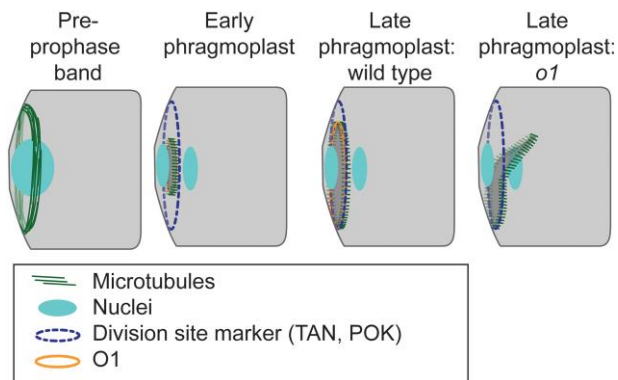 Pre-
prophase
band
Early
phragmoplast
Late
phragmoplast:
wild type
Late
phragmoplast:
o1
Microtubules
Nuclei
Division site marker (TAN, POK)
O1